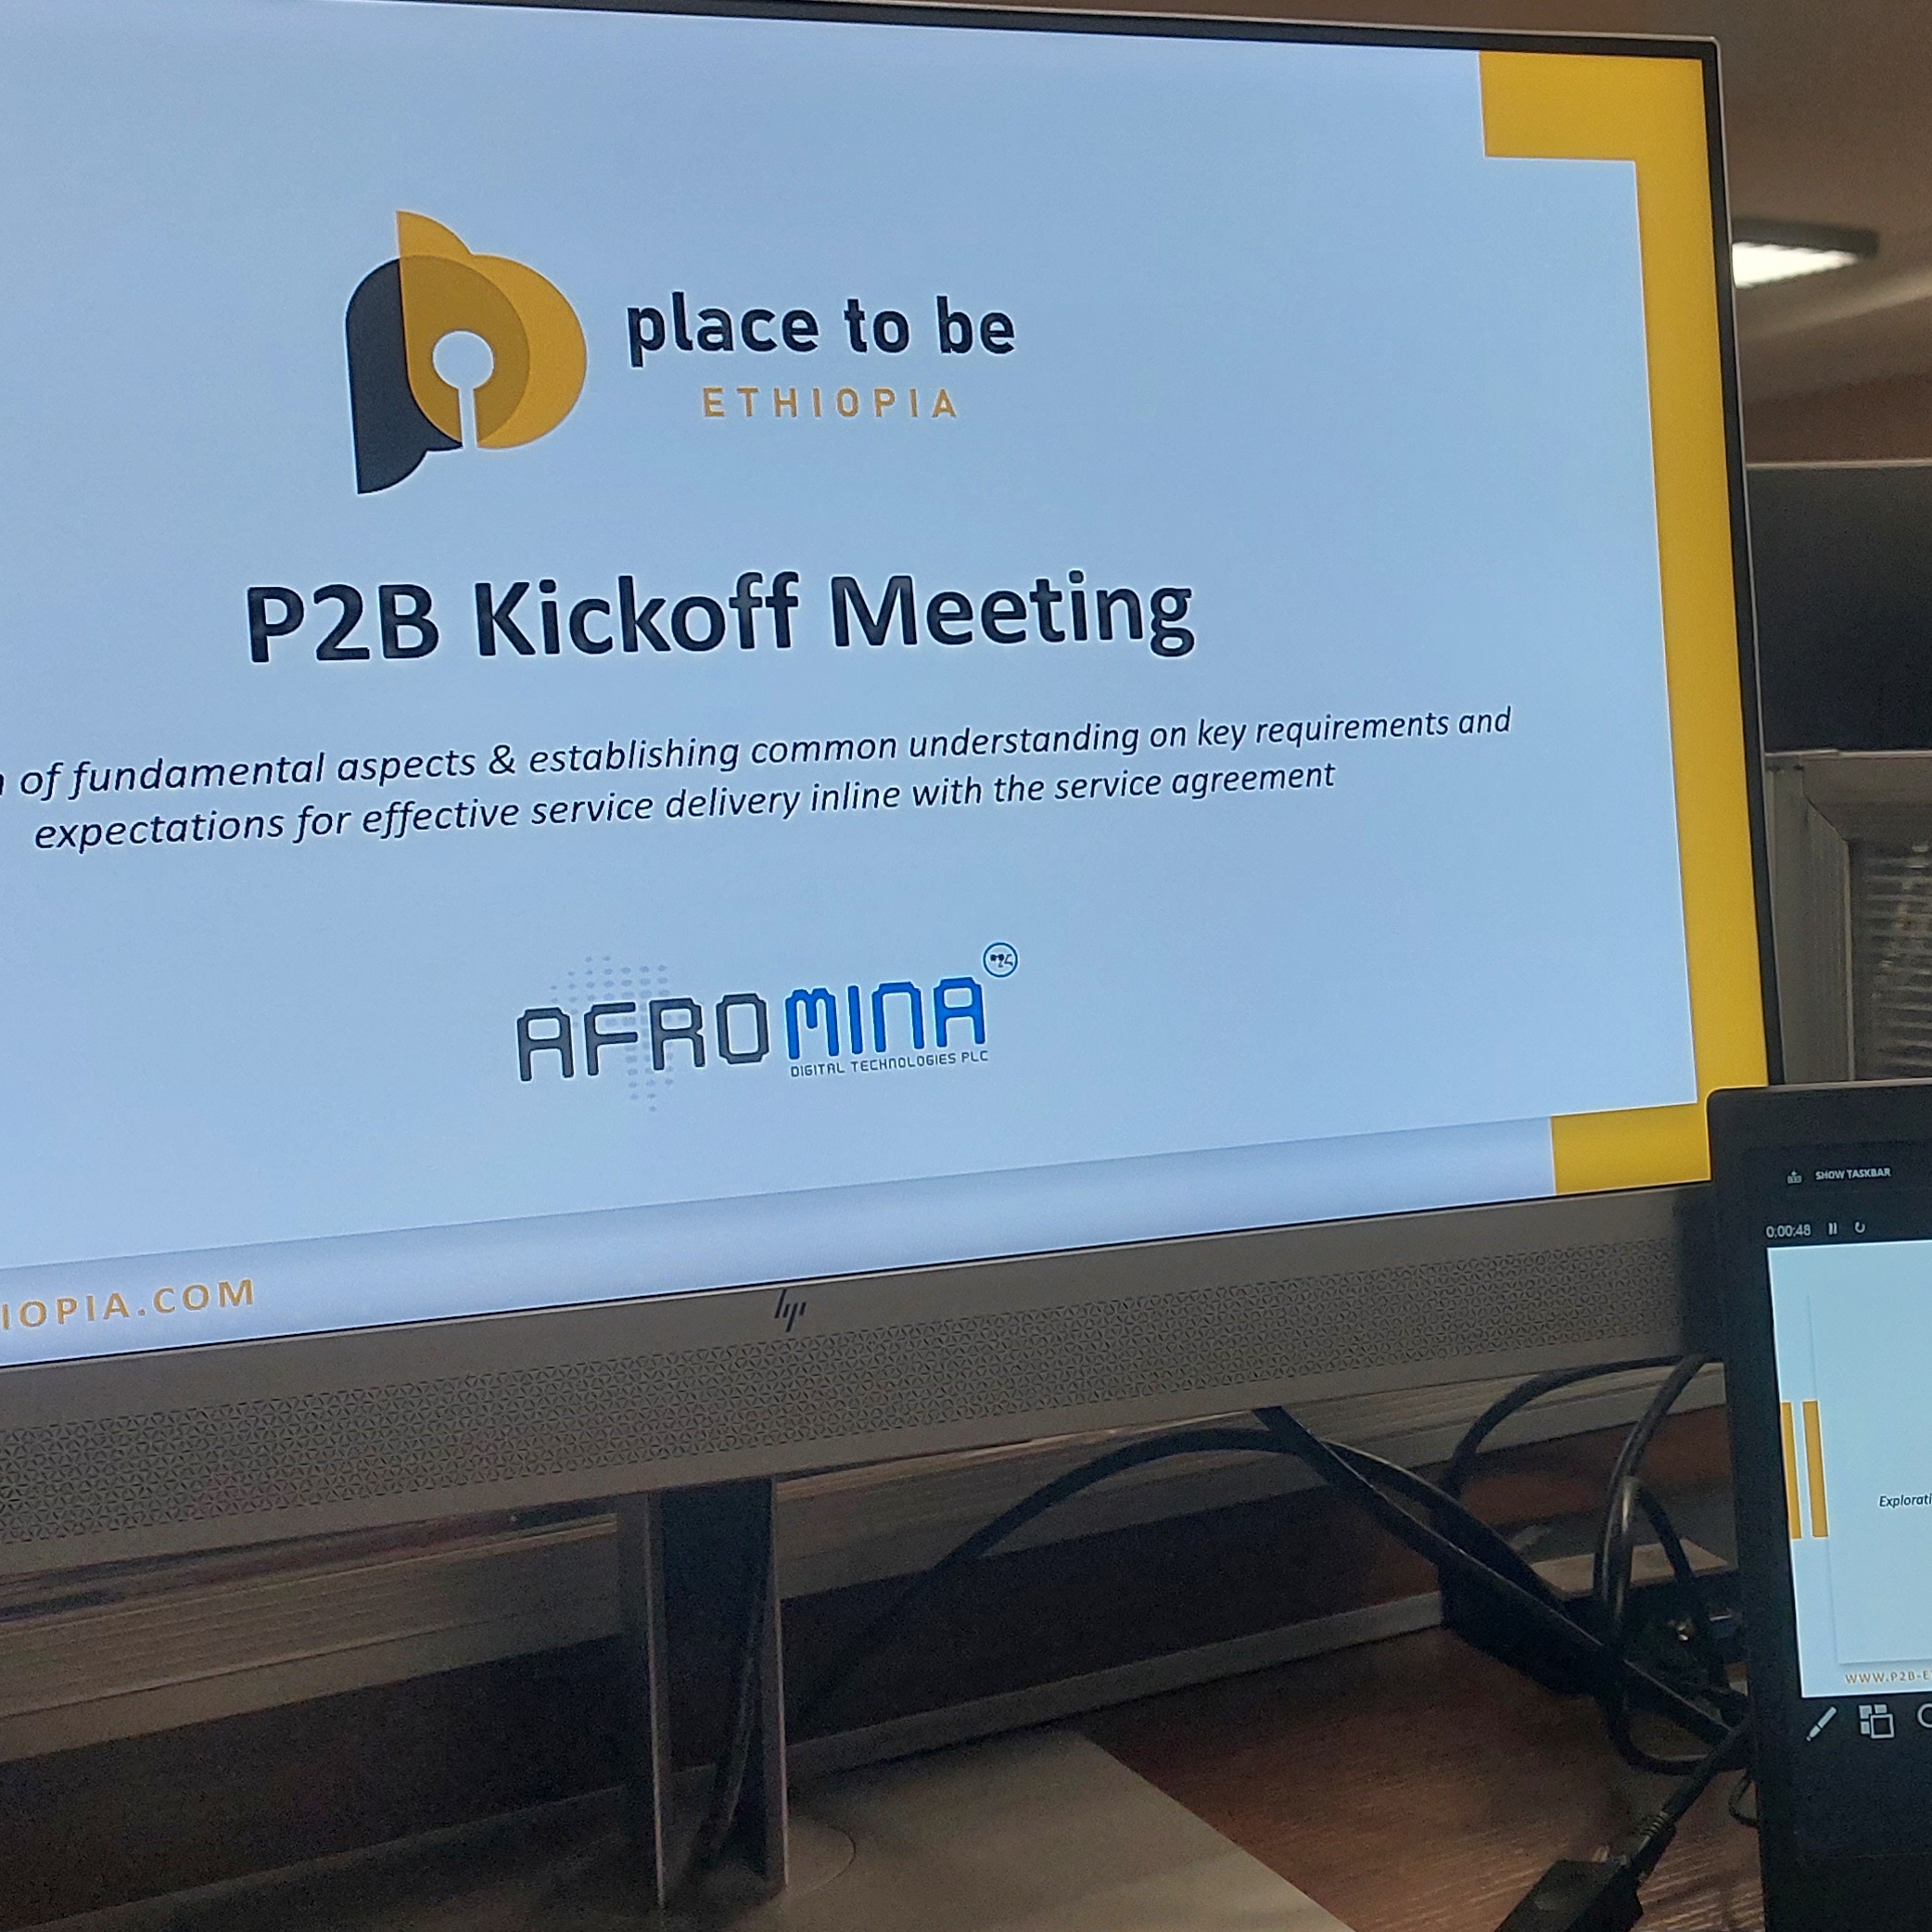 place to be
ETHIOPIA
P2B Kickoff Meeting
of fundamental aspects & establishing common understanding on key requirements and
expectations for effective service delivery inline with the service agreement
AFROMINA
DIGITAL TECHNOLOGIES PLC
IOPIA.COM
hp
SHOW TASKBAR
0:00:48
Explorati
WWW.P2B-E